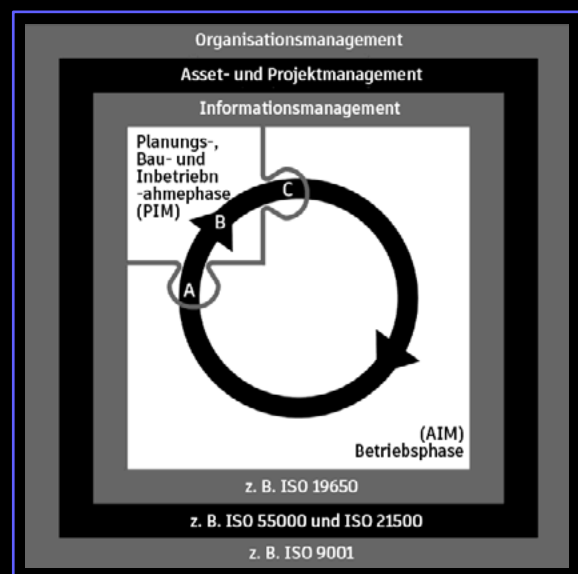 Organisationsmanagement
Asset- und Projektmanagement
Informationsmanagement
Planungs-,
Bau- und
Inbetriebn
-ahmephase
(PIM)
C
B
A
(AIM)
Betriebsphase
z. B. ISO 19650
z. B. ISO 55000 und ISO 21500
z. B. ISO 9001